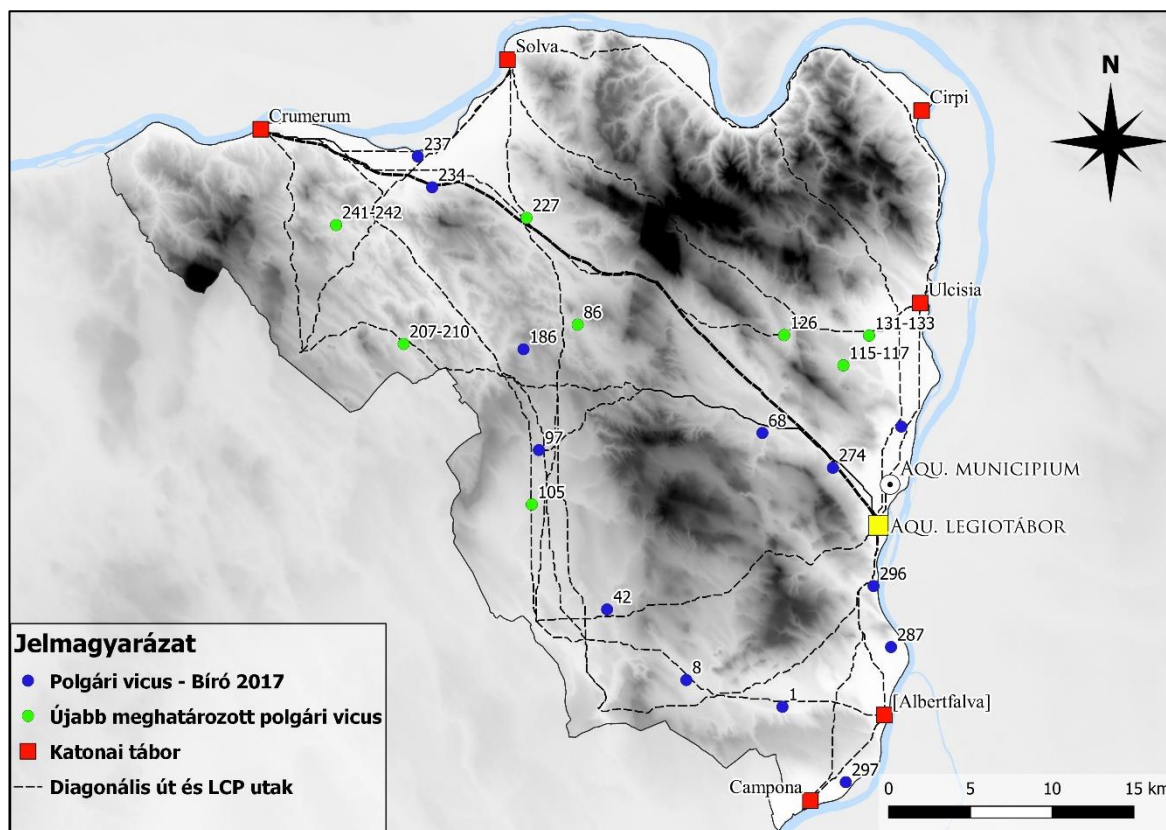 Solva
N
Cirpi
Crumerum
237
234
227
241-242
Ulcisia
86
126
131-133
207-210
186
115-117
68
97
274
AQU. MUNICIPIUM
105
AQU. LEGIOTÁBOR
296
42
287
8
1
[Albertfalva]
297
Campona
Jelmagyarázat
Polgári vicus - Bíró 2017
Újabb meghatározott polgári vicus
Katonai tábor
Diagonális út és LCP utak
0 5 10 15 km